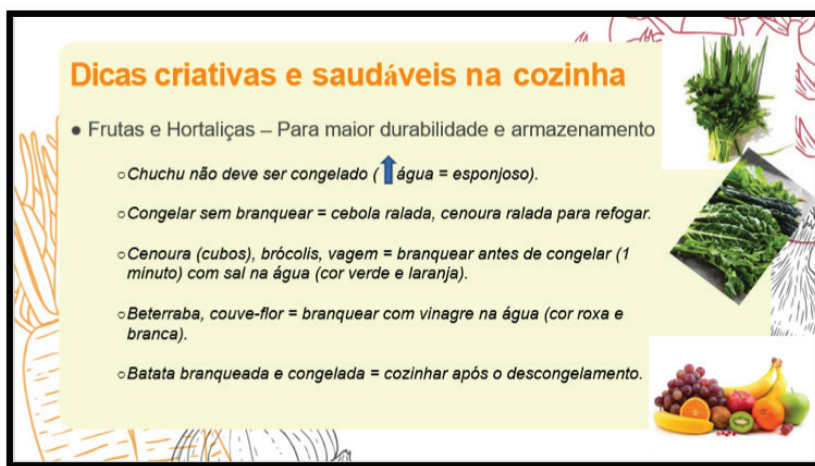 Dicas criativas e saudáveis na cozinha
● Frutas e Hortaliças – Para maior durabilidade e armazenamento
○Chuchu não deve ser congelado (⬆água = esponjoso).
○Congelar sem branquear = cebola ralada, cenoura ralada para refogar.
○Cenoura (cubos), brócolis, vagem = branquear antes de congelar (1
minuto) com sal na água (cor verde e laranja).
○Beterraba, couve-flor = branquear com vinagre na água (cor roxa e
branca).
○Batata branqueada e congelada = cozinhar após o descongelamento.